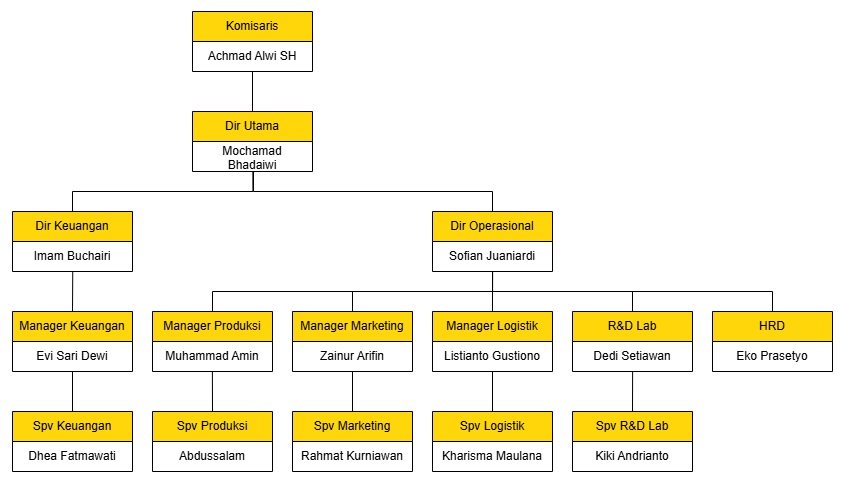 Komisaris
Achmad Alwi SH
Dir Utama
Mochamad
Bhadaiwi
Dir Keuangan
Imam Buchairi
Dir Operasional
Sofian Juaniardi
Manager Keuangan
Evi Sari Dewi
Manager Produksi
Muhammad Amin
Manager Marketing
Zainur Arifin
Manager Logistik
Listianto Gustiono
R&D Lab
Dedi Setiawan
HRD
Eko Prasetyo
Spv Keuangan
Dhea Fatmawati
Spv Produksi
Abdussalam
Spv Marketing
Rahmat Kurniawan
Spv Logistik
Kharisma Maulana
Spv R&D Lab
Kiki Andrianto